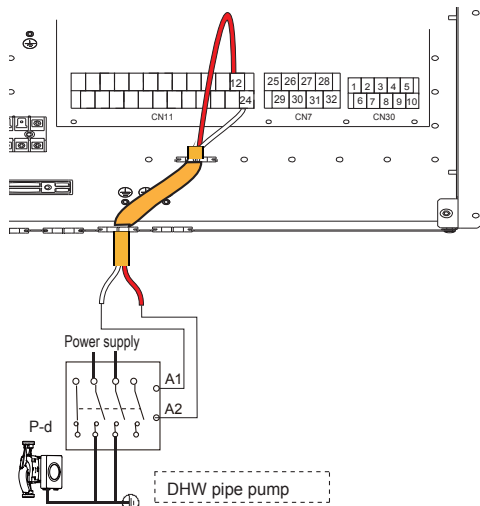 12
25 26 27 28
1 2 3 4 5
24
29 30 31 32
6 7 8 9 10
CN11
CN7
CN30
Power supply
A1
A2
P-d
DHW pipe pump